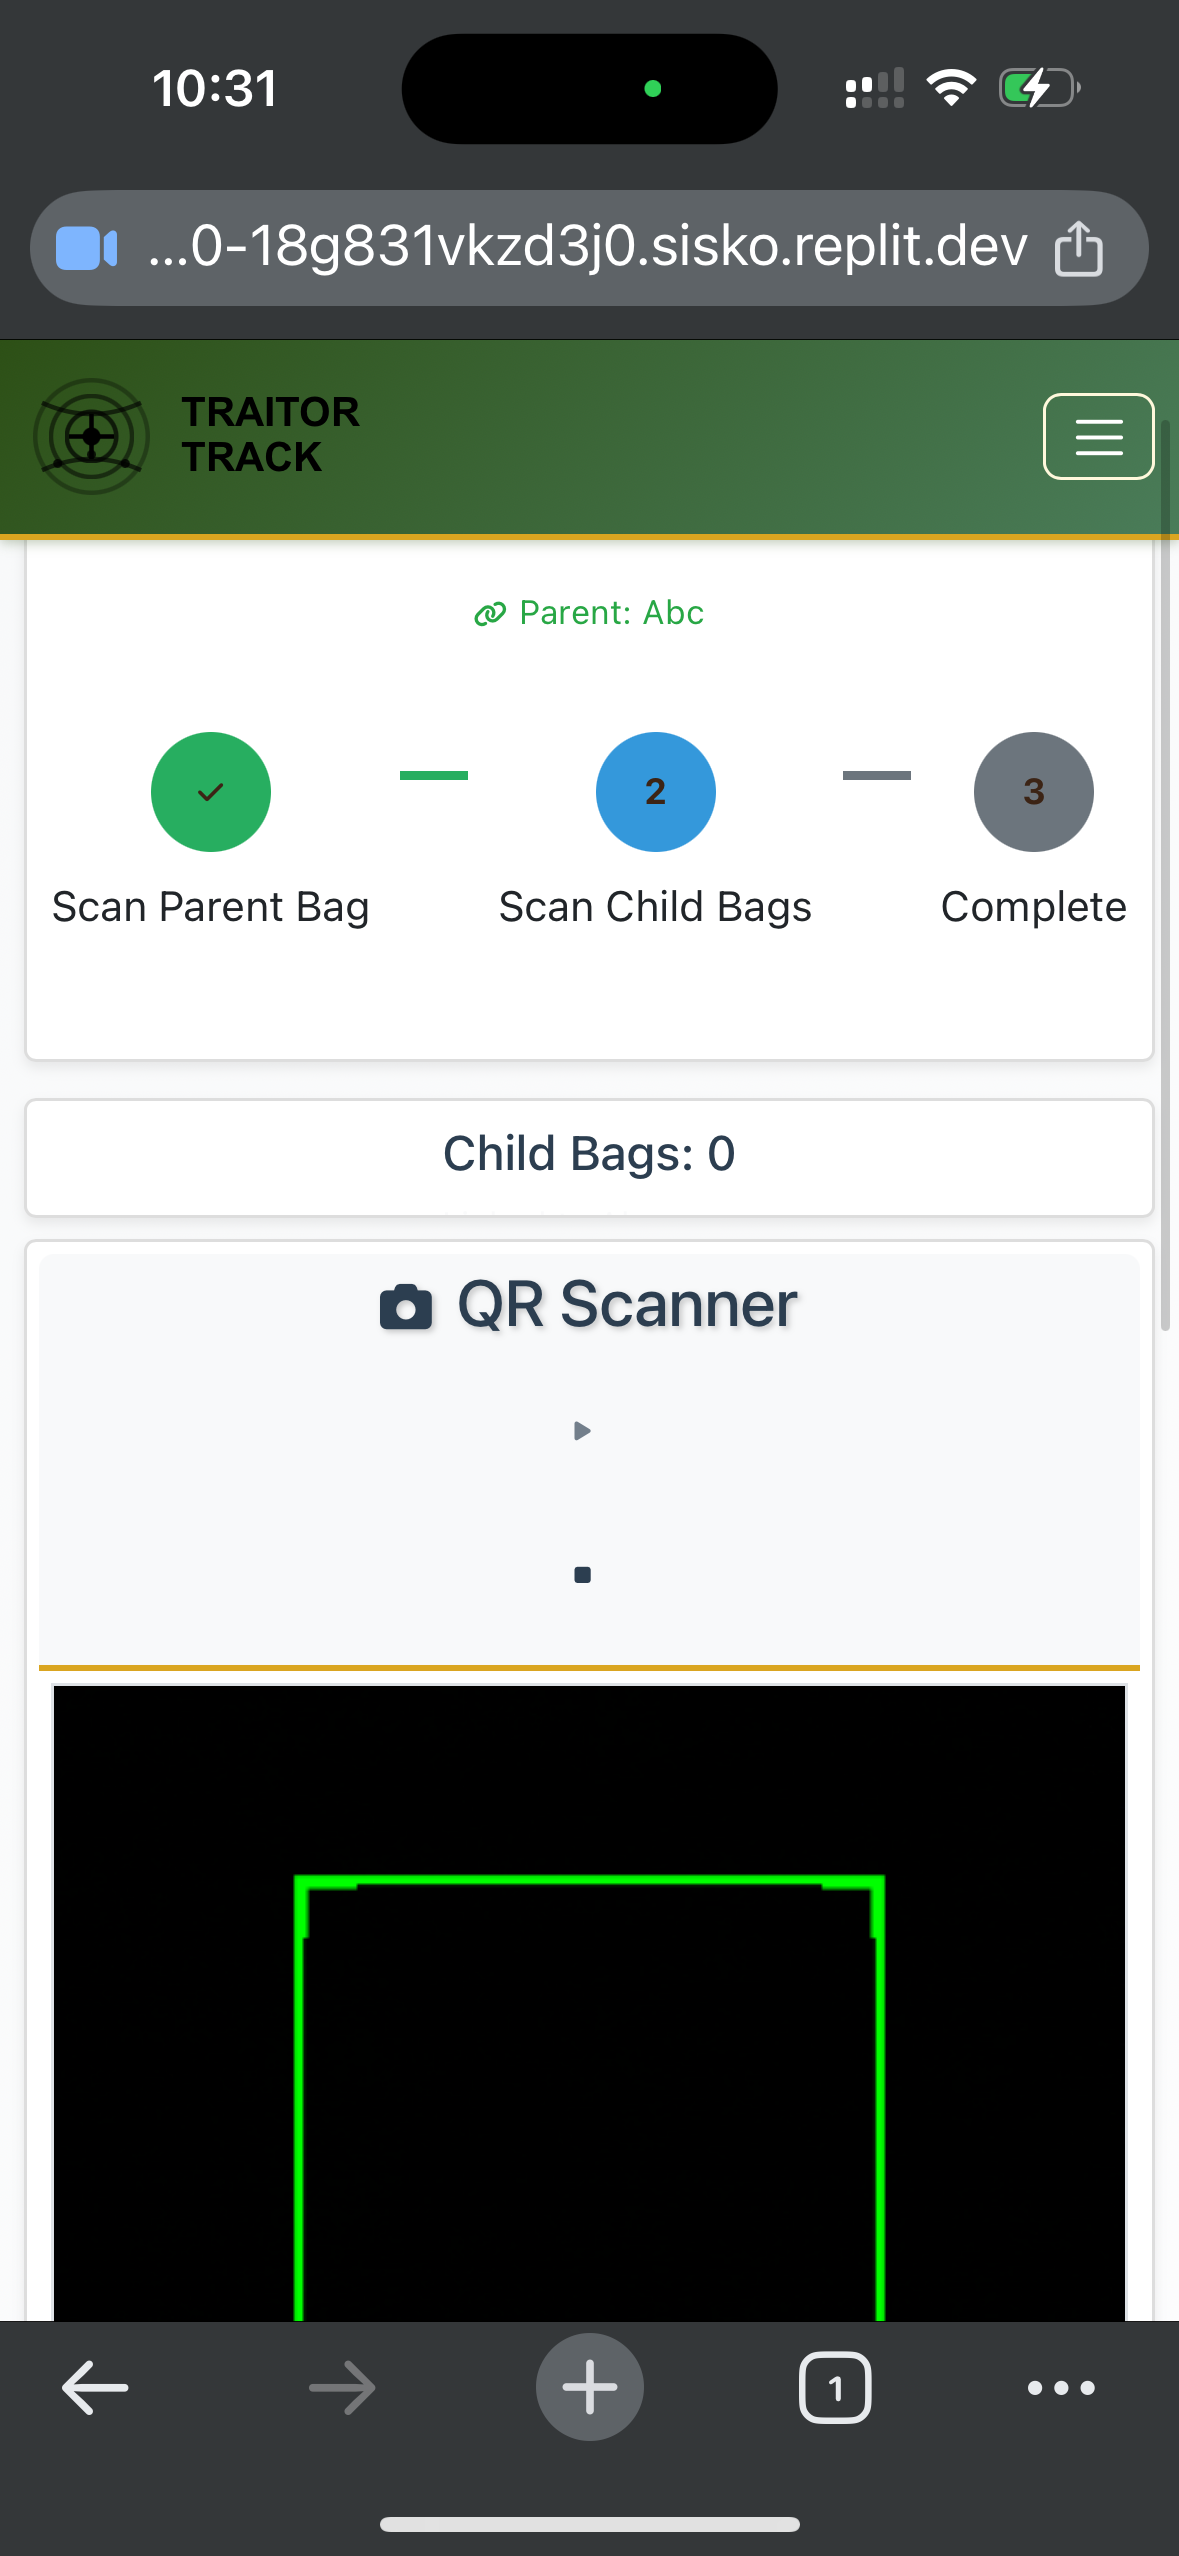 10:31
...0-18g831vkzd3j0.sisko.replit.dev
TRAITOR
TRACK
Parent: Abc
2
3
Scan Parent Bag
Scan Child Bags
Complete
Child Bags: 0
QR Scanner
1